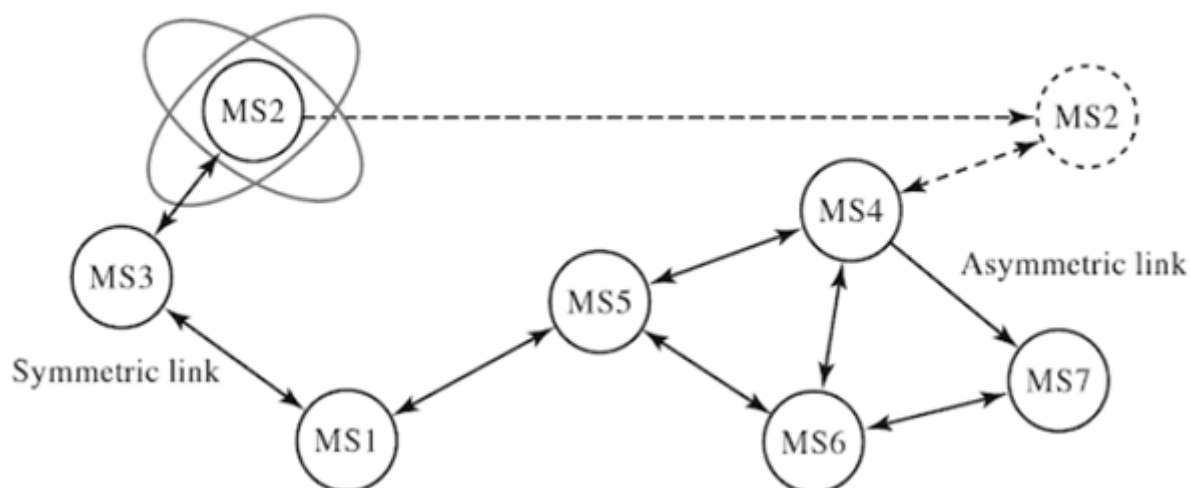 MS2
MS2
MS4
MS3
Asymmetric link
MS5
Symmetric link
MS7
MS1
MS6